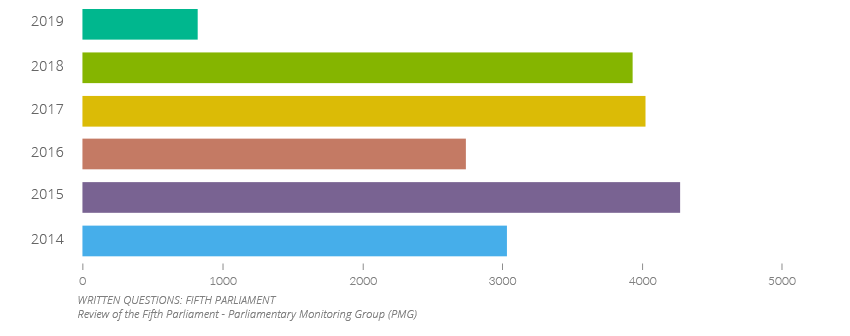 2019
2018
2017
2016
2015
2014
0 1000 2000 3000 4000 5000
WRITTEN QUESTIONS: FIFTH PARLIAMENT
Review of the Fifth Parliament - Parliamentary Monitoring Group (PMG)